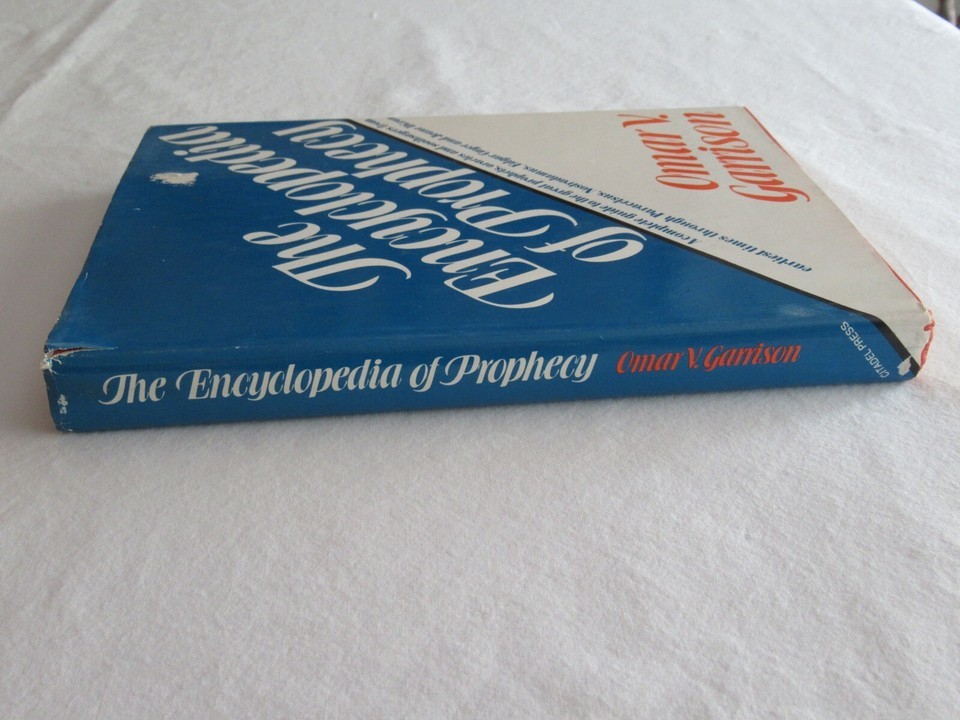 The
Encyclopedia
of Prophecy
A complete guide to the great prophets, oracles and soothsayers from
earliest times through Paracelsus, Nostradamus, Edgar Cayce and Jeane Dixon
Omar V.
Garrison
The Encyclopedia of Prophecy Omar V. Garrison CITADEL PRESS